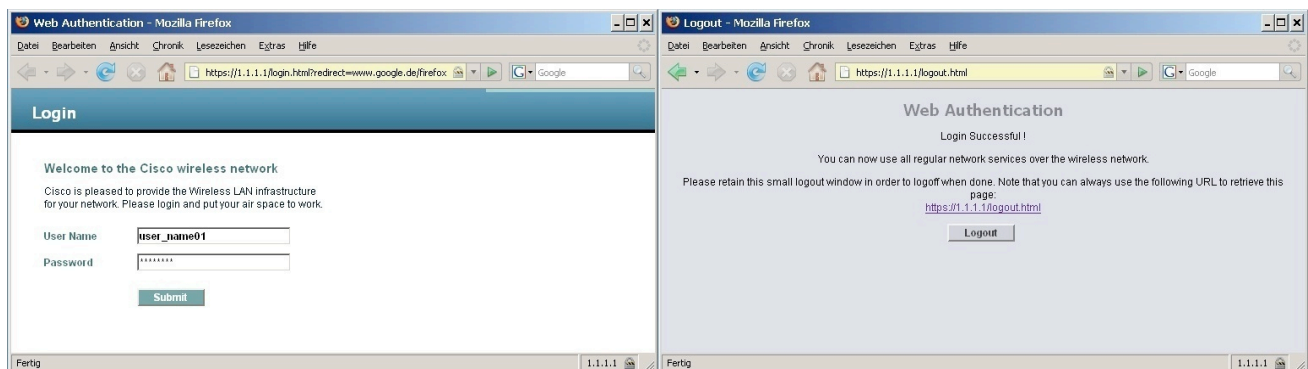 Web Authentication - Mozilla Firefox
Datei Bearbeiten Ansicht Chronik Lesezeichen Extras Hilfe
https://1.1.1.1/login.html?redirect=www.google.de/firefox
G Google
Login
Welcome to the Cisco wireless network
Cisco is pleased to provide the Wireless LAN infrastructure
for your network. Please login and put your air space to work.
User Name user_name01
Password ********
Submit
Fertig 1.1.1.1
Logout - Mozilla Firefox
Datei Bearbeiten Ansicht Chronik Lesezeichen Extras Hilfe
https://1.1.1.1/logout.html
G Google
Web Authentication
Login Successful !
You can now use all regular network services over the wireless network.
Please retain this small logout window in order to logoff when done. Note that you can always use the following URL to retrieve this
page:
https://1.1.1.1/logout.html
Logout
Fertig 1.1.1.1